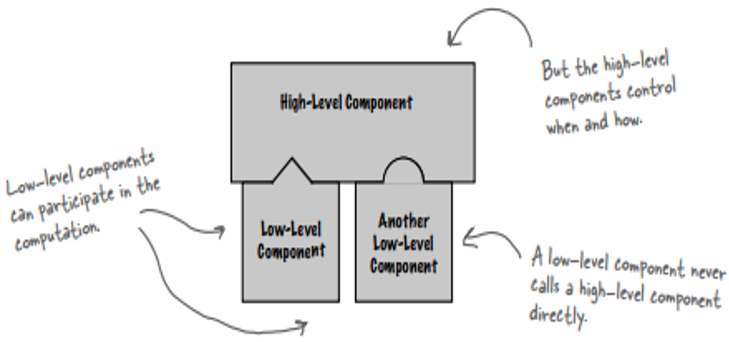 But the high-level
components control
when and how.
High-Level Component
Low-level components
can participate in the
computation.
Low-Level
Component
Another
Low-Level
Component
A low-level component never
calls a high-level component
directly.